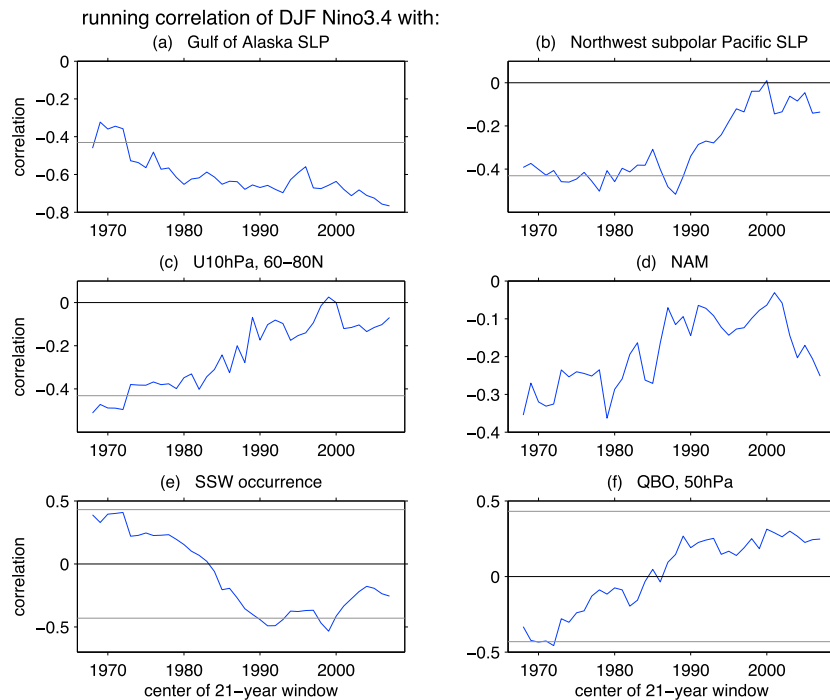 running correlation of DJF Nino3.4 with:
(a) Gulf of Alaska SLP
(b) Northwest subpolar Pacific SLP
0
−0.2
−0.4
−0.6
−0.8
correlation
1970 1980 1990 2000
0
−0.2
−0.4
−0.6
1970 1980 1990 2000
(c) U10hPa, 60−80N
(d) NAM
0
−0.2
−0.4
−0.6
1970 1980 1990 2000
0
−0.1
−0.2
−0.3
−0.4
1970 1980 1990 2000
(e) SSW occurrence
(f) QBO, 50hPa
0.5
0
−0.5
correlation
1970 1980 1990 2000
center of 21−year window
0.5
0
−0.5
1970 1980 1990 2000
center of 21−year window